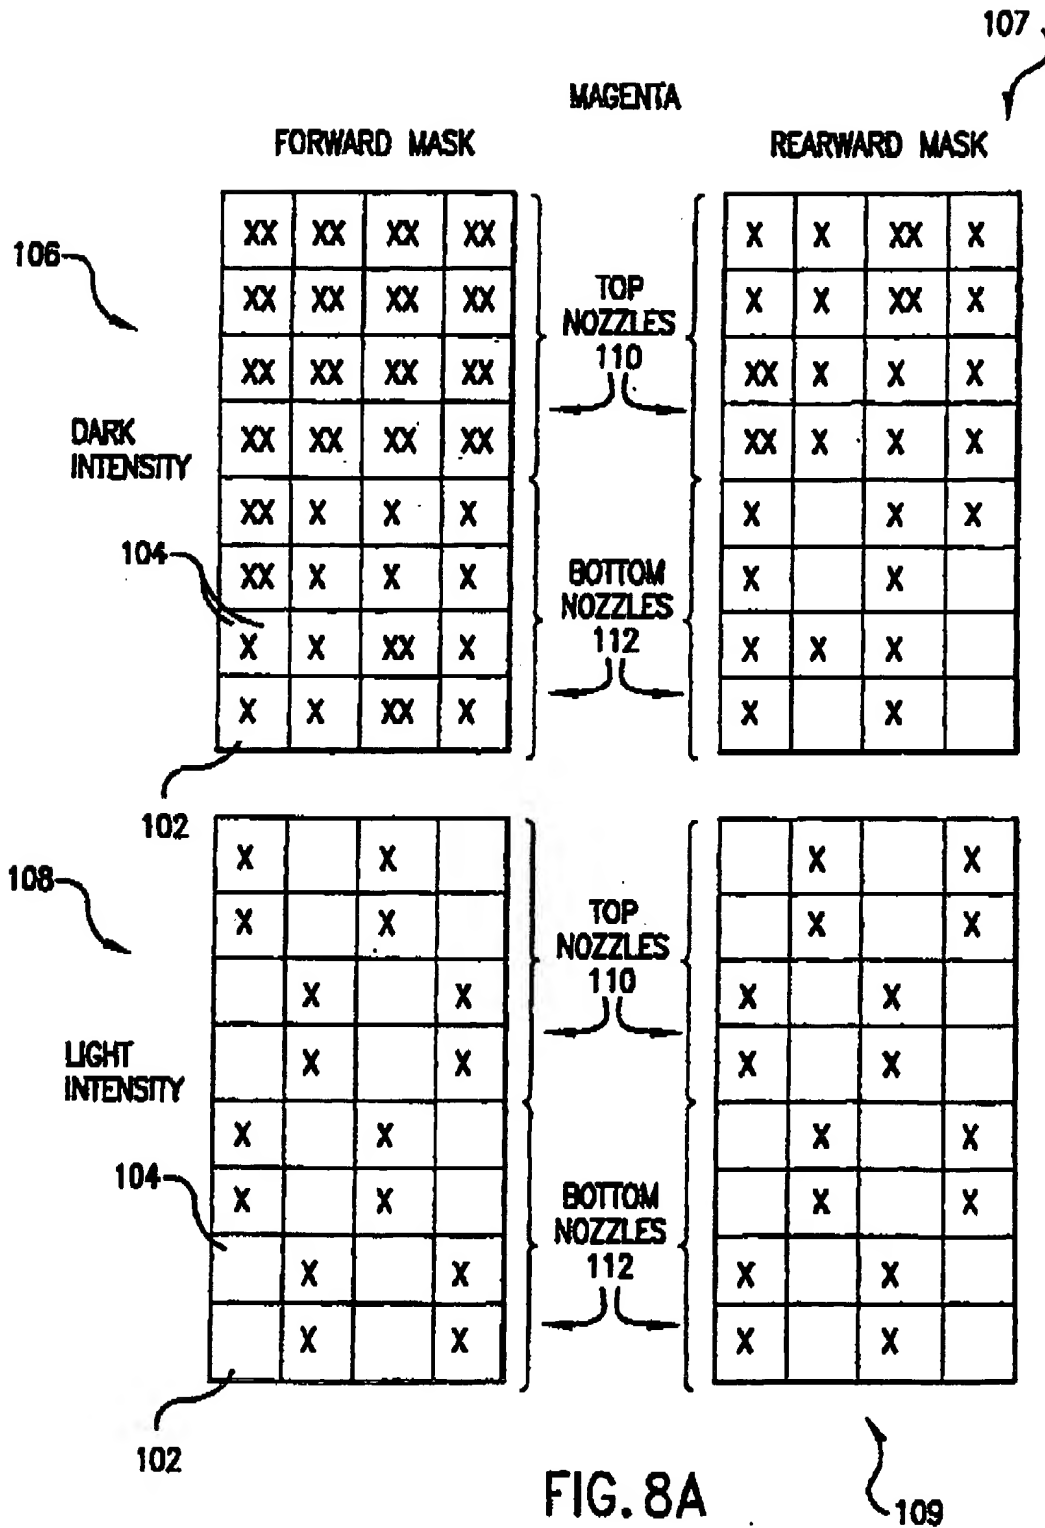 107
MAGENTA
FORWARD MASK
REARWARD MASK
XX XX XX XX
X X XX X
106
XX XX XX XX
TOP NOZZLES 110
X X XX X
XX XX XX XX
XX X X X
DARK INTENSITY
XX XX XX XX
XX X X X
XX X X X
X X X
104
XX X X X
BOTTOM NOZZLES 112
X X
X X XX X
X X X
X X XX X
X X
102
108
X X
X X
X X
TOP NOZZLES 110
X X
X X
X X
LIGHT INTENSITY
X X
X X
X X
X X
104
X X
BOTTOM NOZZLES 112
X X
X X
X X
X X
X X
102
FIG. 8A
109